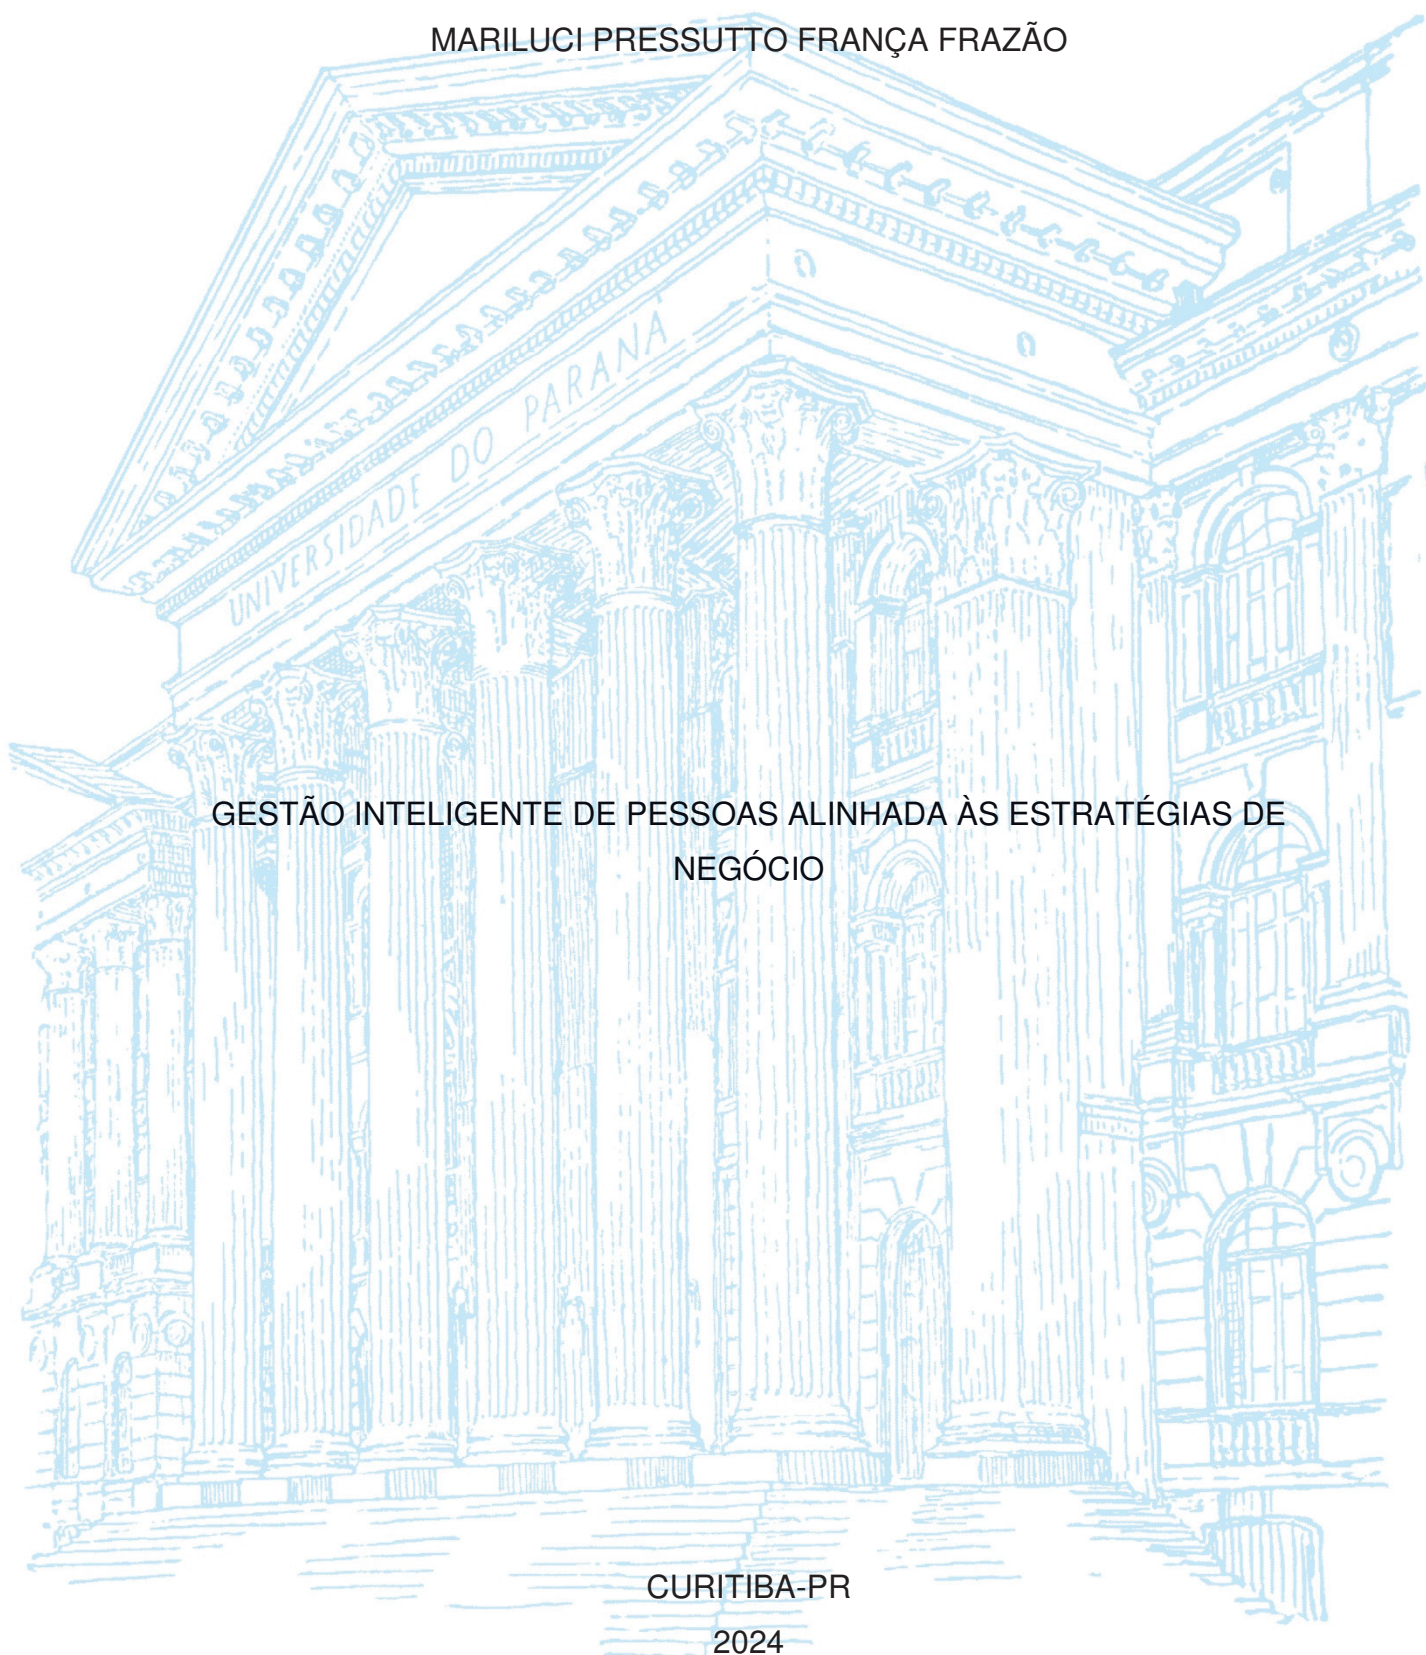 MARILUCI PRESSUTTO FRANÇA FRAZÃO
UNIVERSIDADE DO PARANÁ
GESTÃO INTELIGENTE DE PESSOAS ALINHADA ÀS ESTRATÉGIAS DE
NEGÓCIO
CURITIBA-PR
2024